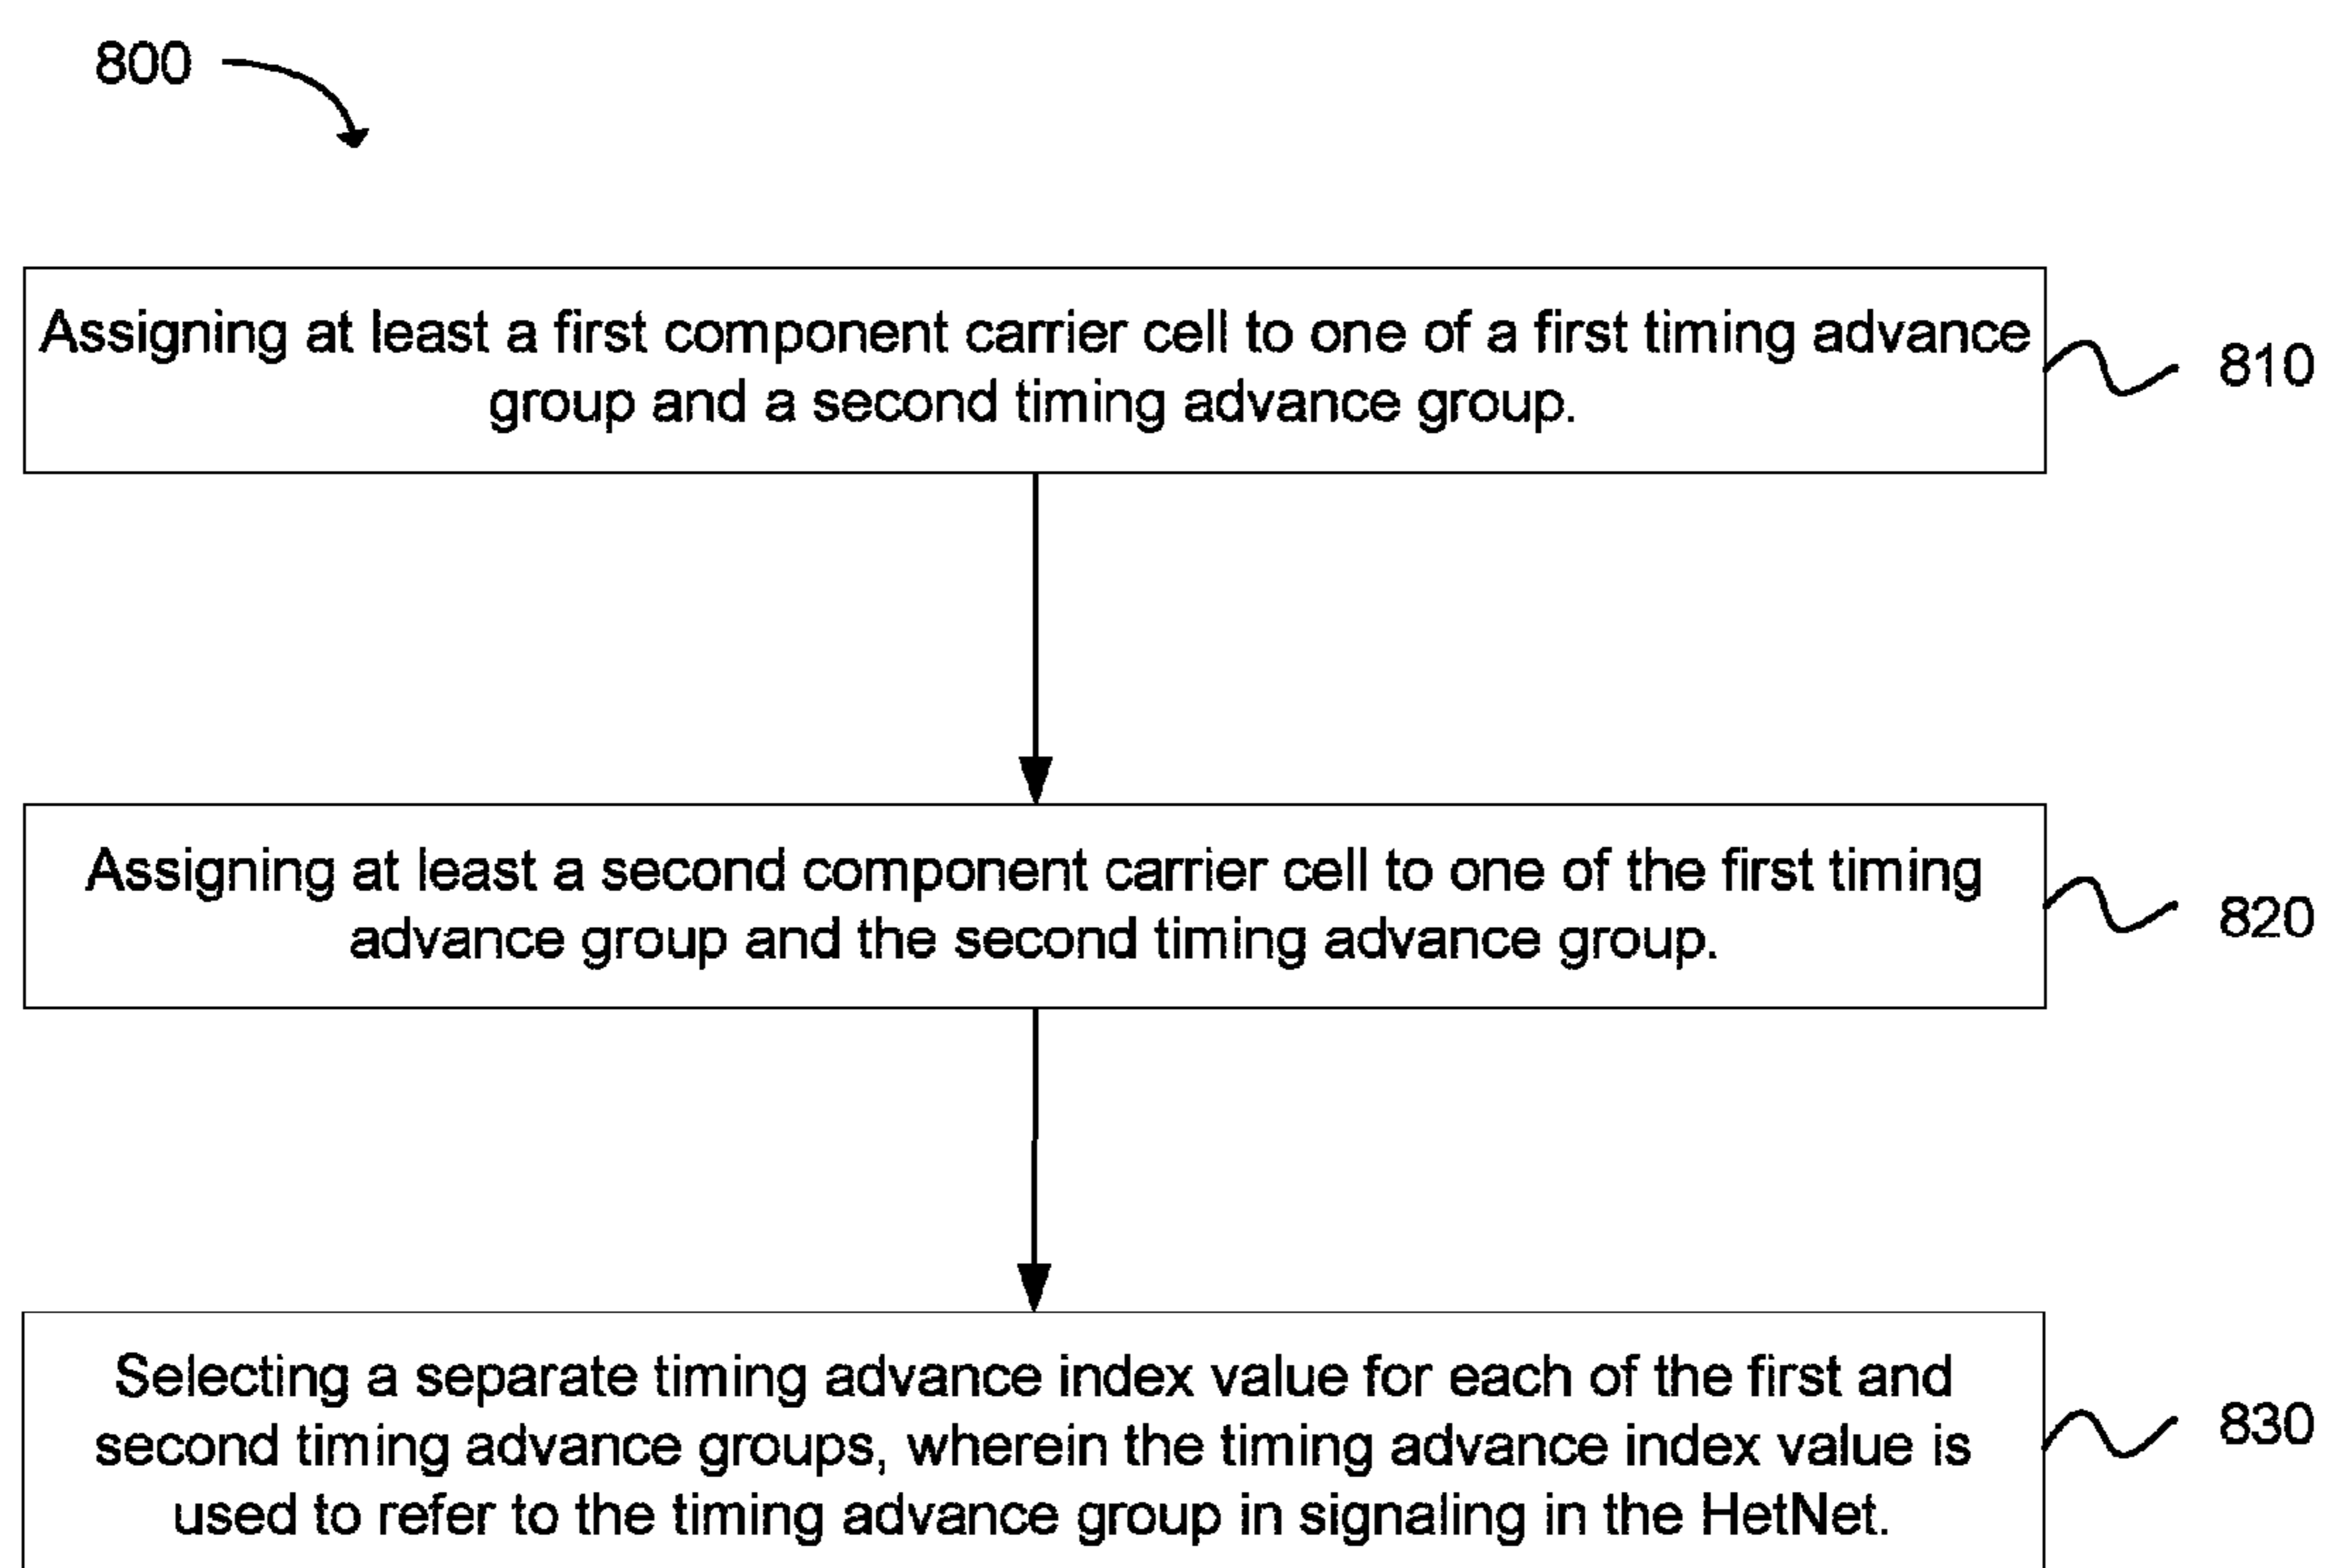 800
Assigning at least a first component carrier cell to one of a first timing advance
group and a second timing advance group.
810
Assigning at least a second component carrier cell to one of the first timing
advance group and the second timing advance group.
820
Selecting a separate timing advance index value for each of the first and
second timing advance groups, wherein the timing advance index value is
used to refer to the timing advance group in signaling in the HetNet.
830